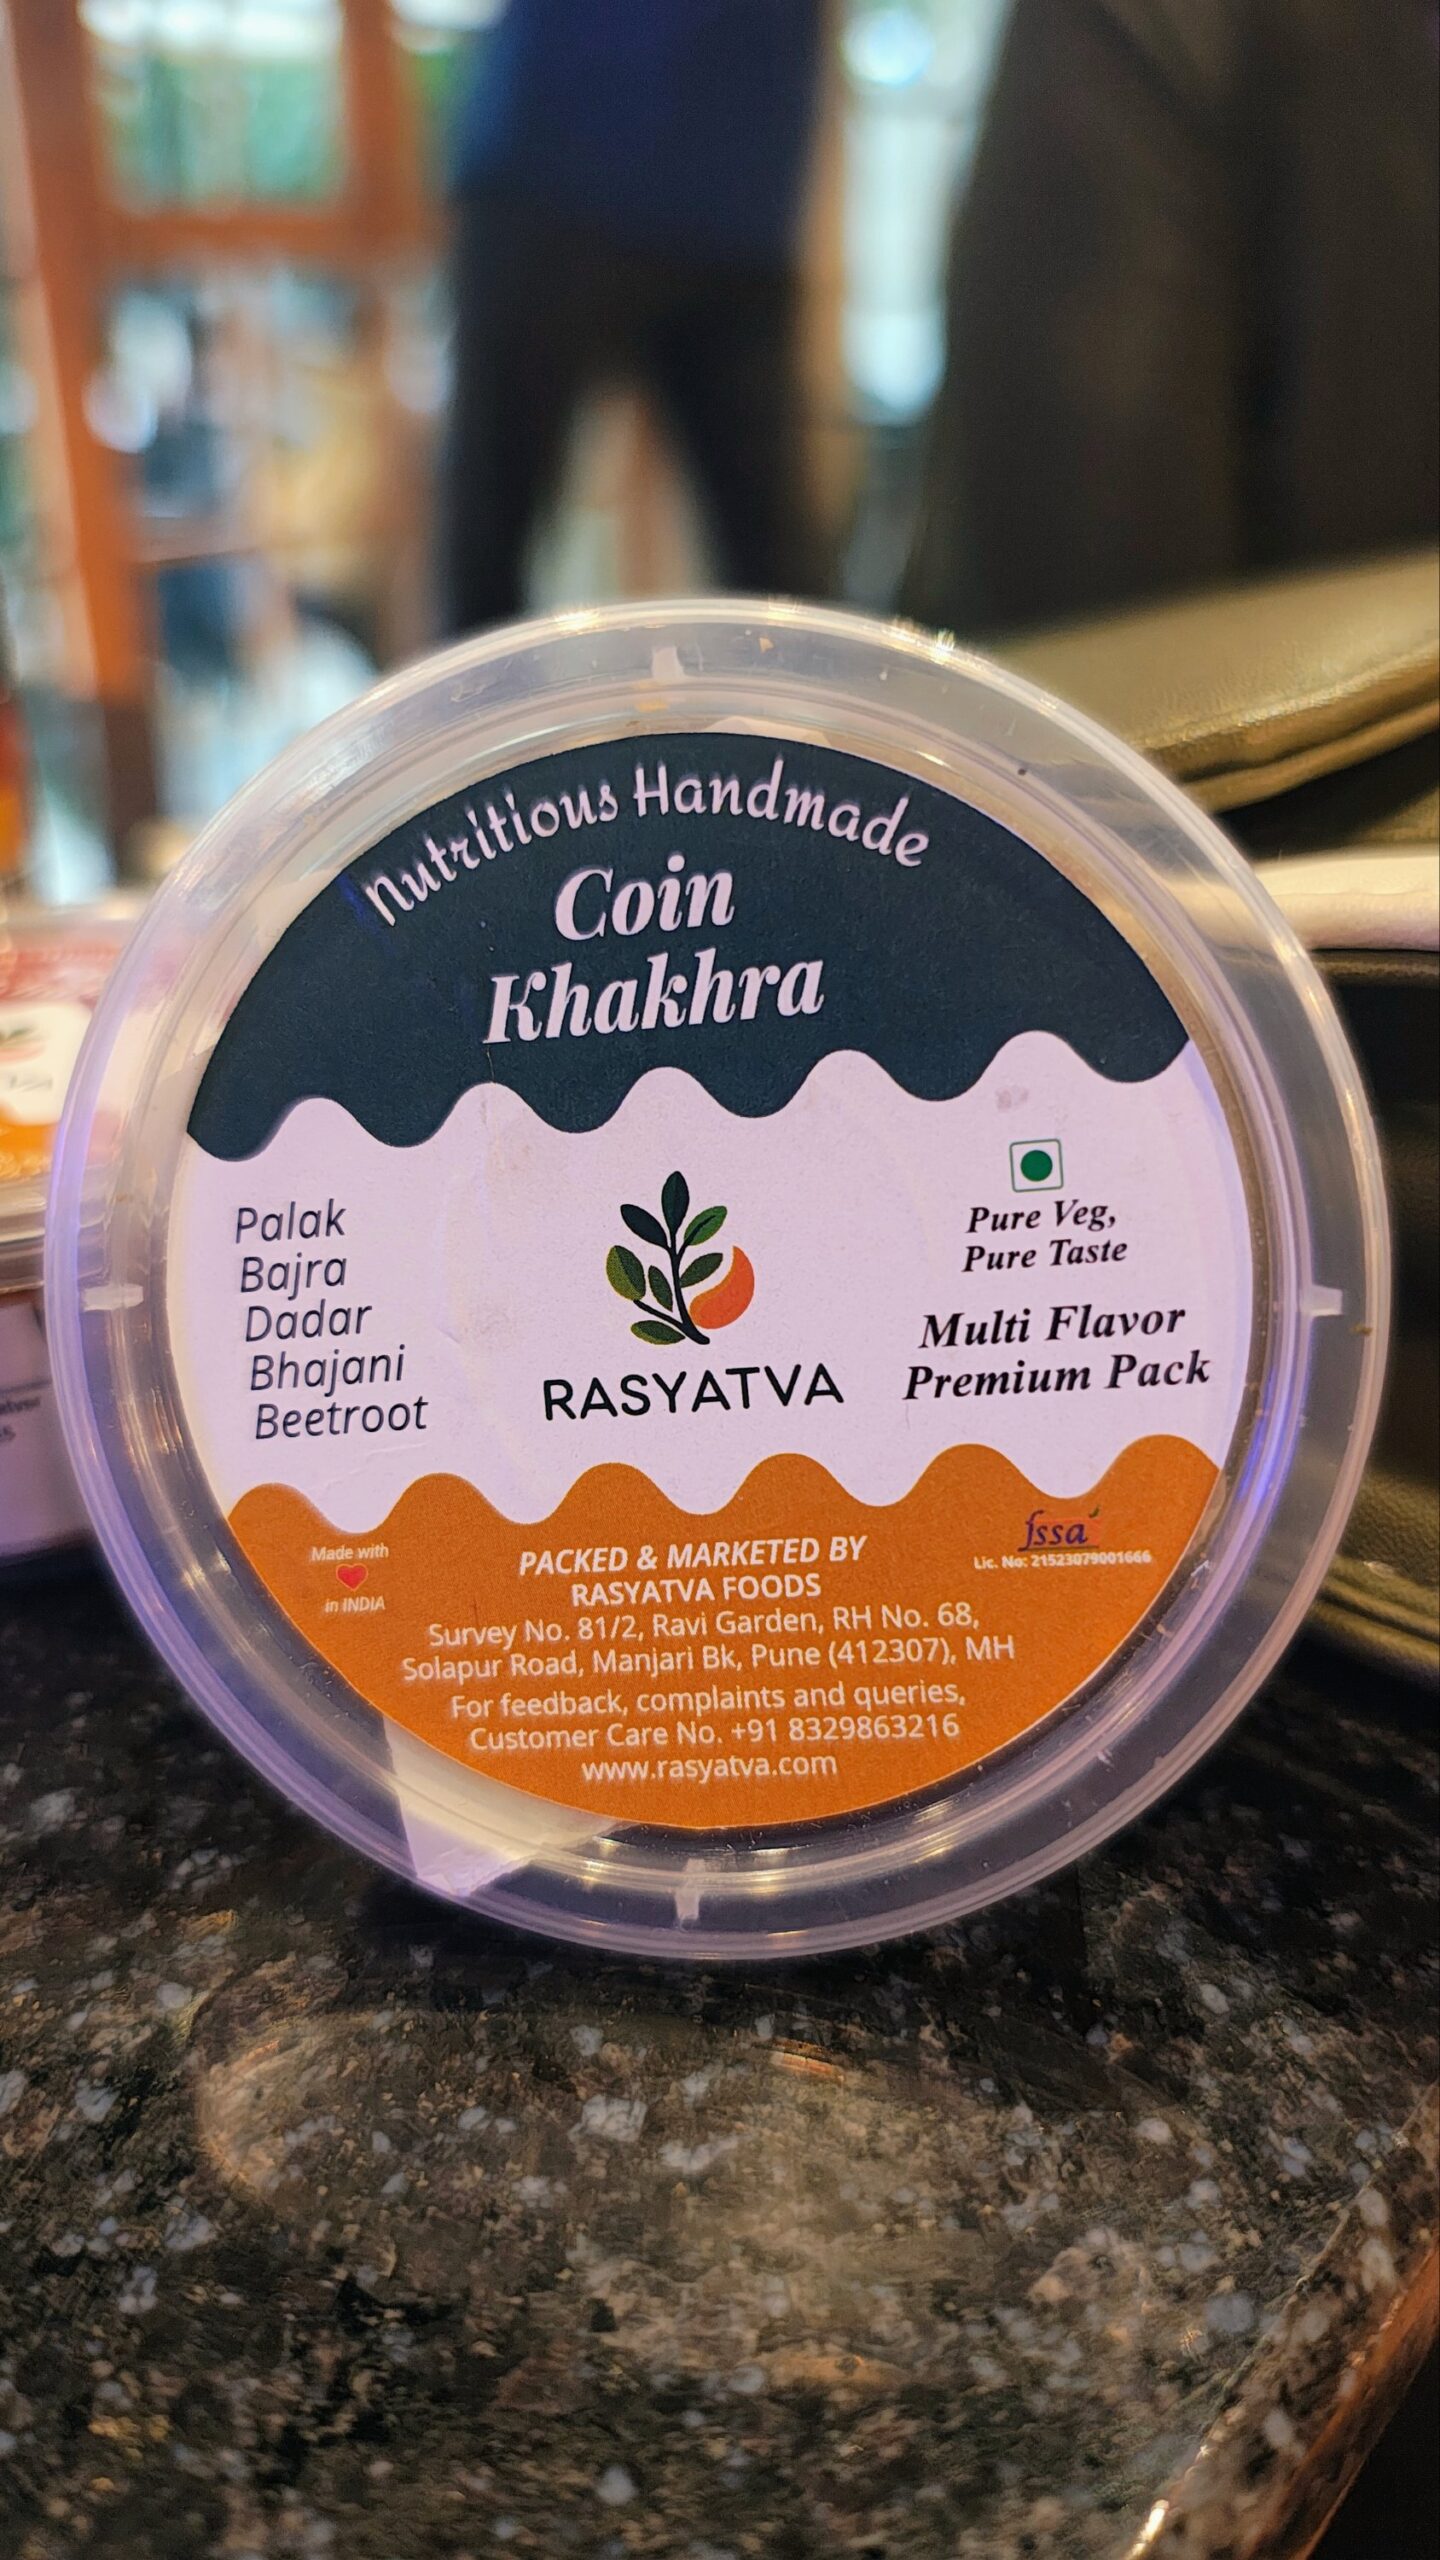 Nutritious Handmade
Coin
Khakhra
Palak
Bajra
Dadar
Bhajani
Beetroot
RASYATVA
Pure Veg,
Pure Taste
Multi Flavor
Premium Pack
Made with
in INDIA
PACKED & MARKETED BY
RASYATVA FOODS
Survey No. 81/2, Ravi Garden, RH No. 68,
Solapur Road, Manjari Bk, Pune (412307), MH
For feedback, complaints and queries,
Customer Care No. +91 8329863216
www.rasyatva.com
fssai
Lic. No: 21523079001666